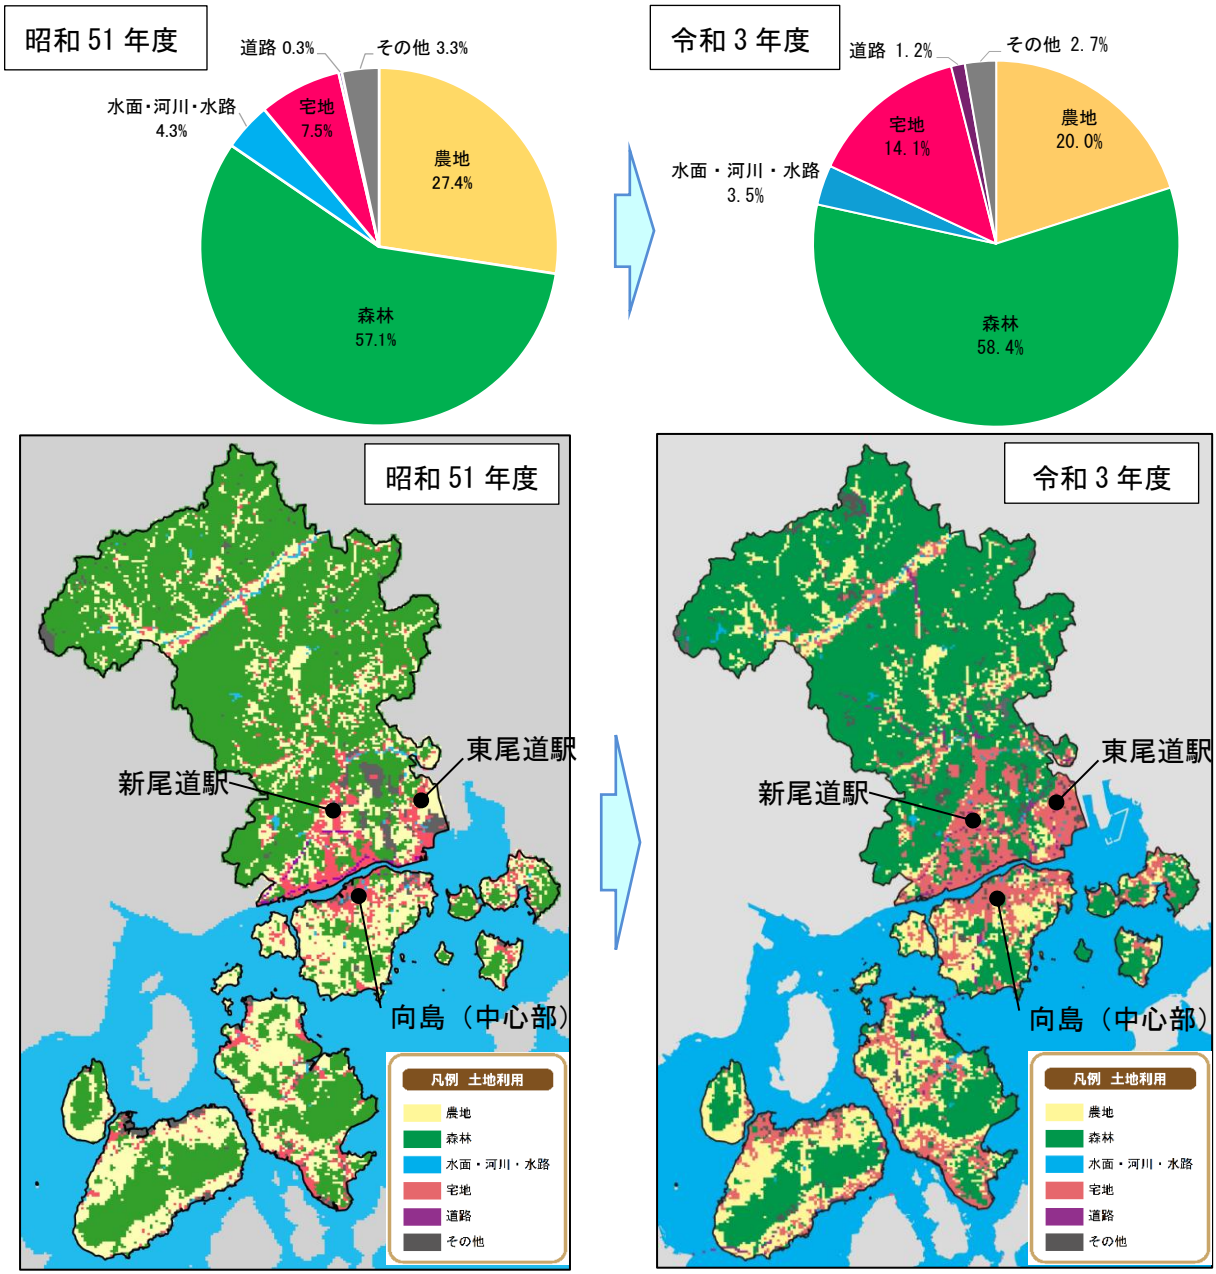 昭和 51 年度
道路 0.3%
その他 3.3%
水面・河川・水路
4.3%
宅地
7.5%
農地
27.4%
森林
57.1%
令和 3 年度
道路 1.2%
その他 2.7%
水面・河川・水路
3.5%
宅地
14.1%
農地
20.0%
森林
58.4%
昭和 51 年度
新尾道駅
東尾道駅
向島（中心部）
凡例 土地利用
農地
森林
水面・河川・水路
宅地
道路
その他
令和 3 年度
新尾道駅
東尾道駅
向島（中心部）
凡例 土地利用
農地
森林
水面・河川・水路
宅地
道路
その他